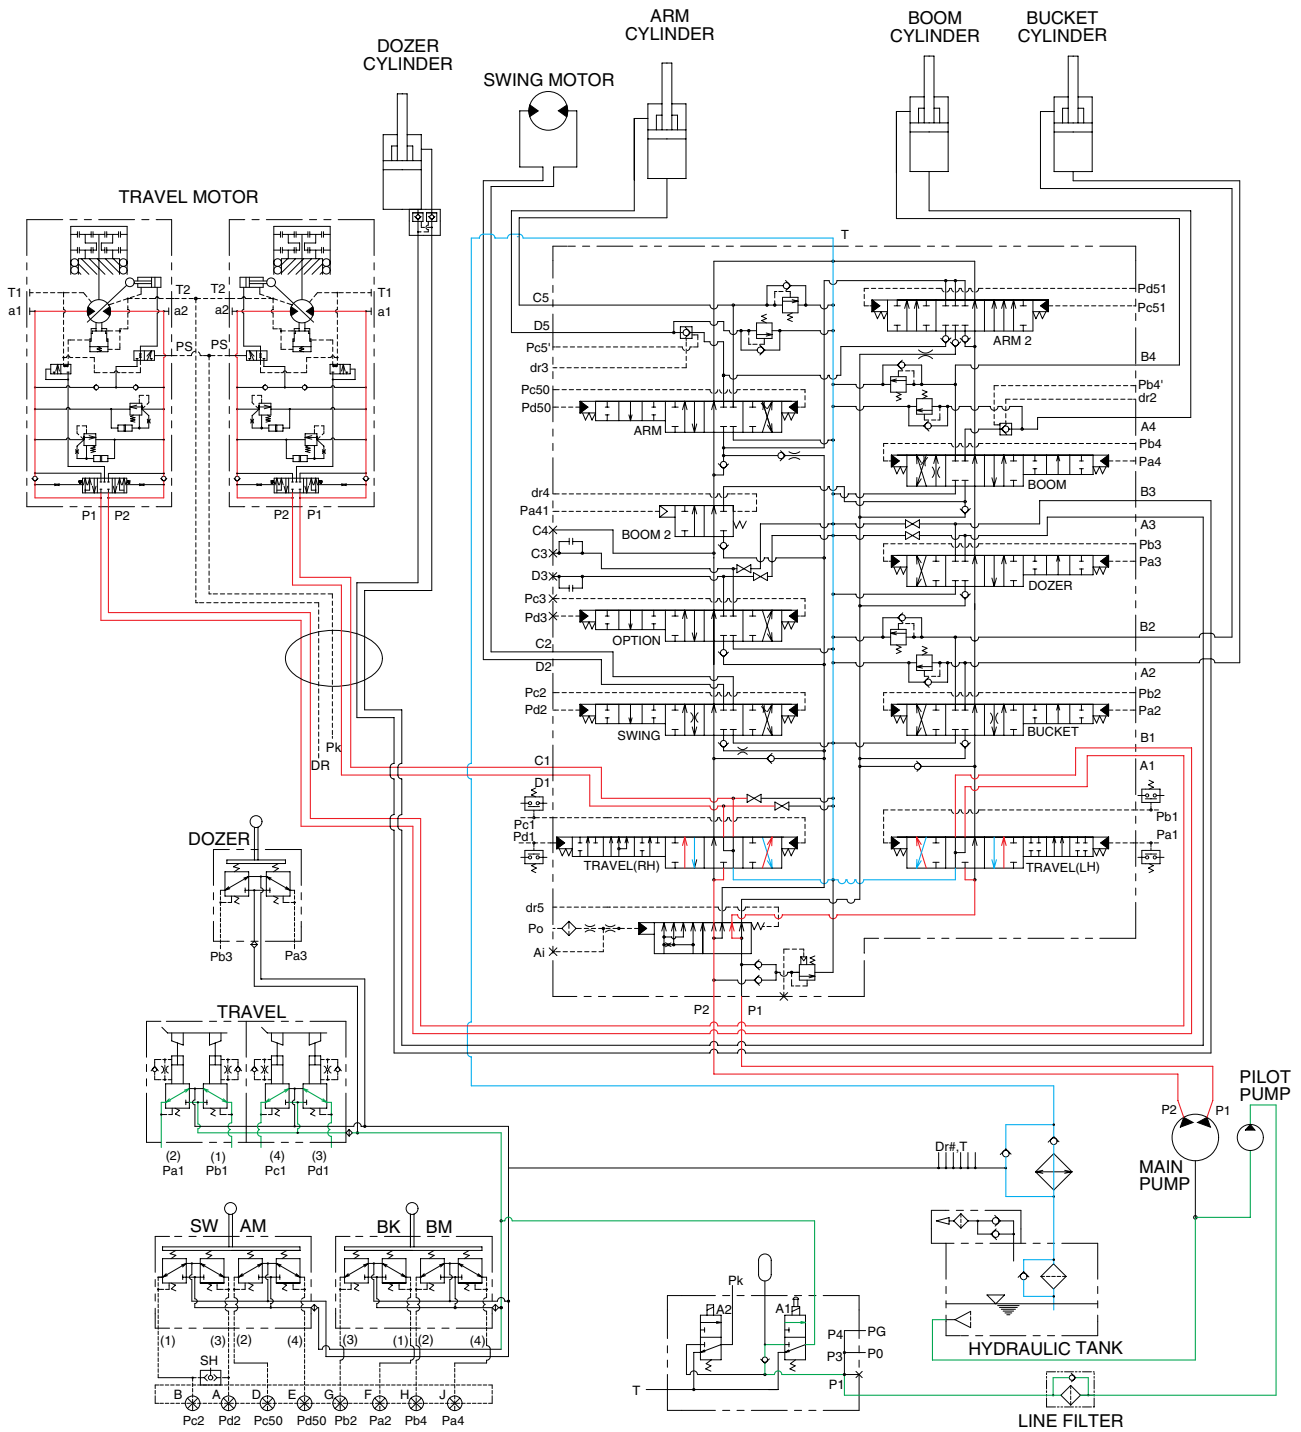 ARM
CYLINDER
BOOM
CYLINDER
BUCKET
CYLINDER
DOZER
CYLINDER
SWING MOTOR
TRAVEL MOTOR
T
T1
a1
T2
a2
T2
a2
T1
a1
PS
PS
P1
P2
P2
P1
C5
D5
Pc5'
dr3
Pc50
Pd50
ARM
Pd51
Pc51
ARM 2
B4
Pb4'
dr2
A4
Pb4
Pa4
BOOM
dr4
Pa41
BOOM 2
C4
C3
D3
Pc3
Pd3
OPTION
B3
A3
Pb3
Pa3
DOZER
C2
D2
Pc2
Pd2
SWING
B2
A2
Pb2
Pa2
BUCKET
Pk
DR
C1
D1
Pc1
Pd1
TRAVEL(RH)
B1
A1
Pb1
Pa1
TRAVEL(LH)
dr5
Po
Ai
P2
P1
DOZER
Pb3
Pa3
TRAVEL
(2)
(1)
(4)
(3)
Pa1
Pb1
Pc1
Pd1
SW
AM
BK
BM
(1)
(3)
(2)
(4)
(3)
(1)
(2)
(4)
SH
B
A
D
E
G
F
H
J
Pc2
Pd2
Pc50
Pd50
Pb2
Pa2
Pb4
Pa4
PILOT
PUMP
P2
P1
MAIN
PUMP
Dr#,T
HYDRAULIC TANK
Pk
A2
A1
P4
PG
P3
P0
P1
T
LINE FILTER